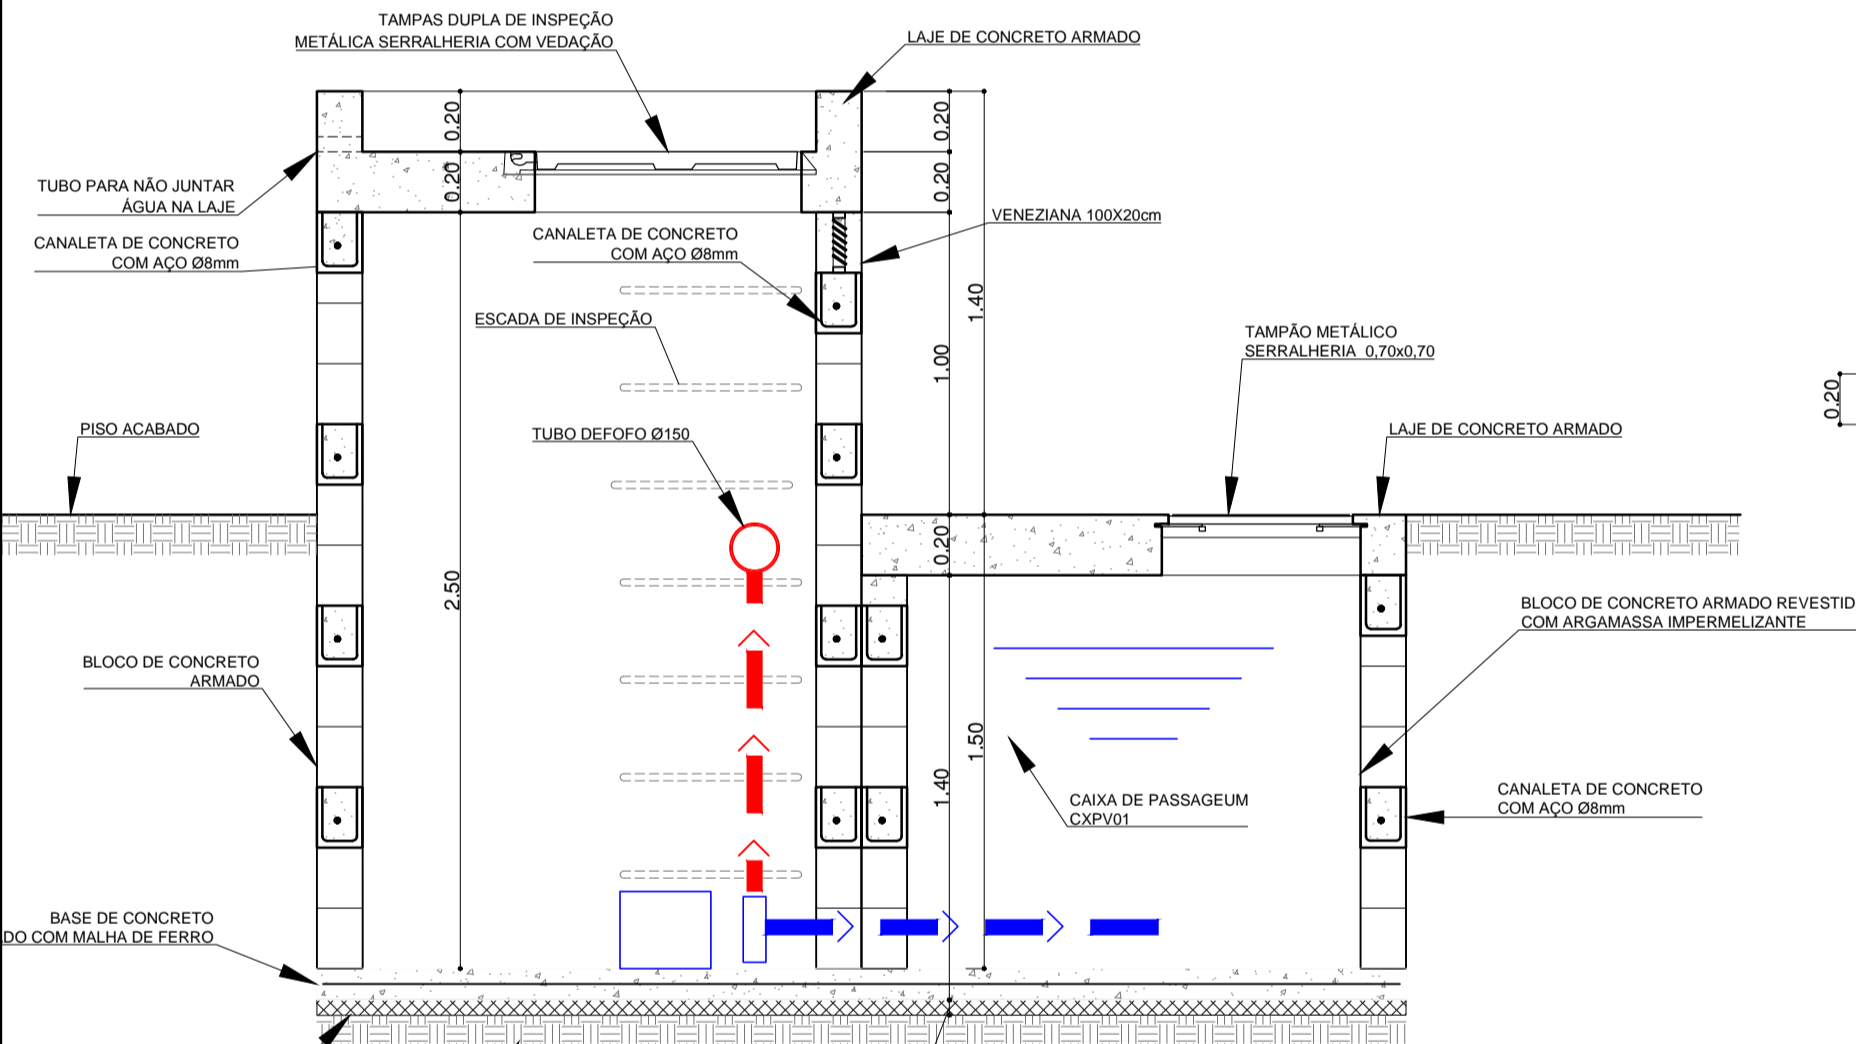 TAMPAS DUPLA DE INSPEÇÃO
METÁLICA SERRALHERIA COM VEDAÇÃO
LAJE DE CONCRETO ARMADO
0.20
0.20
0.20
0.20
TUBO PARA NÃO JUNTAR
ÁGUA NA LAJE
VENEZIANA 100X20cm
CANALETA DE CONCRETO
COM AÇO Ø8mm
CANALETA DE CONCRETO
COM AÇO Ø8mm
1.40
ESCADA DE INSPEÇÃO
1.00
TAMPÃO METÁLICO
SERRALHERIA 0,70x0,70
0.20
PISO ACABADO
TUBO DEFOFO Ø150
LAJE DE CONCRETO ARMADO
0.20
2.50
BLOCO DE CONCRETO ARMADO REVESTID
COM ARGAMASSA IMPERMELIZANTE
BLOCO DE CONCRETO
ARMADO
1.50
1.40
CAIXA DE PASSAGEUM
CXPV01
CANALETA DE CONCRETO
COM AÇO Ø8mm
BASE DE CONCRETO
ADO COM MALHA DE FERRO